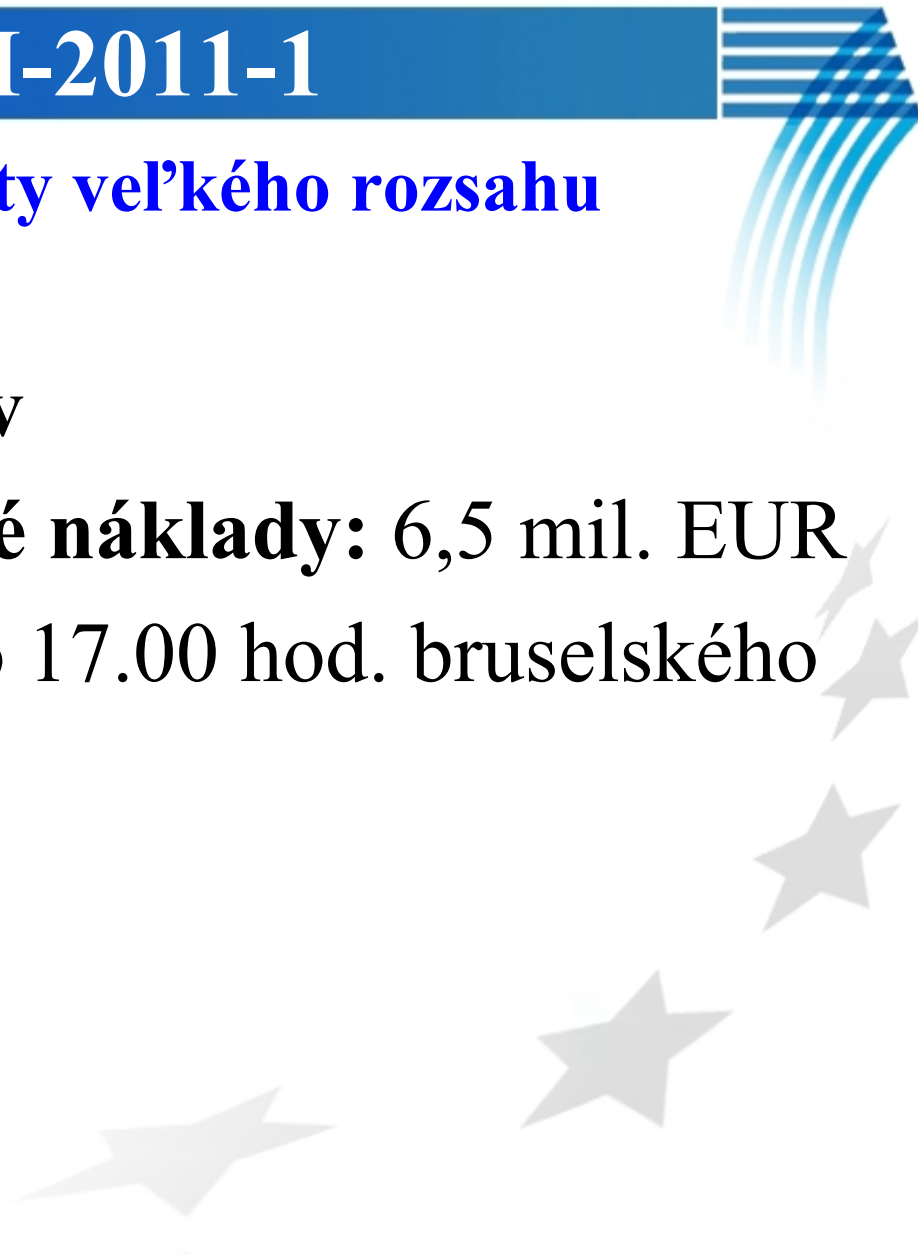 I-2011-1
ty veľkého rozsahu
v
é náklady: 6,5 mil. EUR
17.00 hod. bruselského